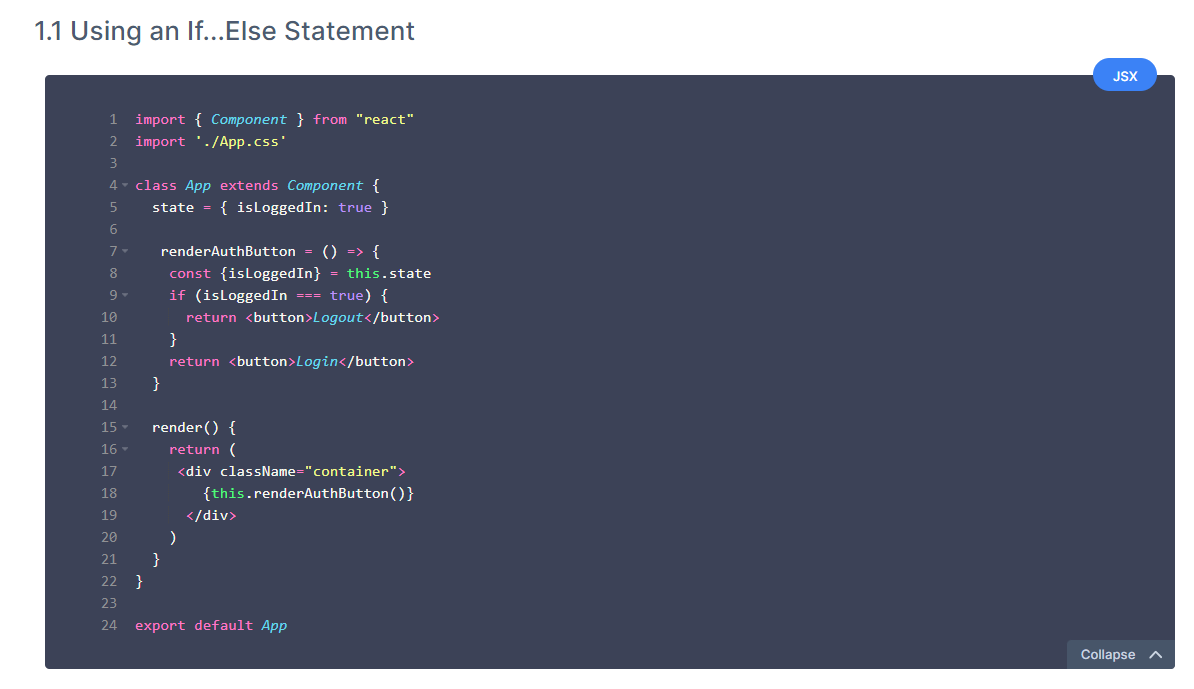 1.1 Using an If...Else Statement
JSX
1 import { Component } from "react"
2 import './App.css'
3
4 class App extends Component {
5   state = { isLoggedIn: true }
6
7    renderAuthButton = () => {
8     const {isLoggedIn} = this.state
9     if (isLoggedIn === true) {
10       return <button>Logout</button>
11     }
12     return <button>Login</button>
13   }
14
15   render() {
16     return (
17      <div className="container">
18         {this.renderAuthButton()}
19       </div>
20     )
21   }
22 }
23
24 export default App
Collapse